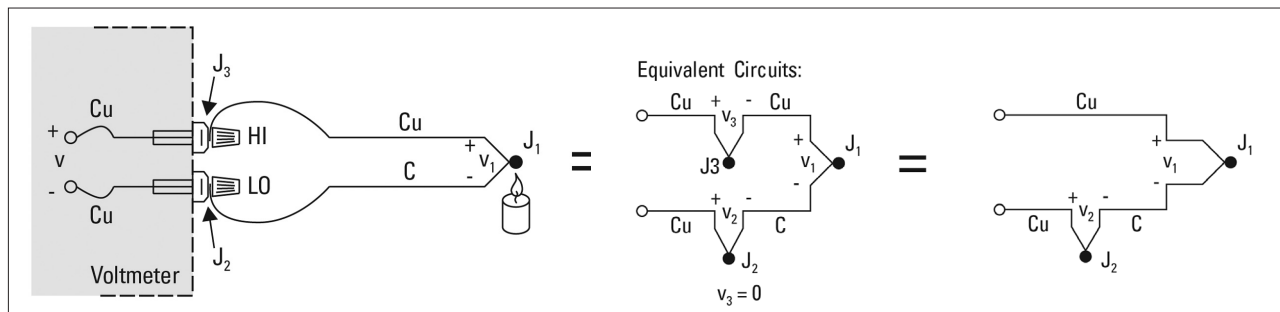 J₃
Cu
+
v
-
Cu
Voltmeter
HI
LO
J₂
Cu
+
v₁
-
C
J₁
=
Equivalent Circuits:
Cu
+
-
v₃
Cu
J3
+
v₁
-
J₁
+
-
v₂
Cu
C
J₂
v₃ = 0
=
Cu
+
v₁
-
J₁
+
-
v₂
Cu
C
J₂